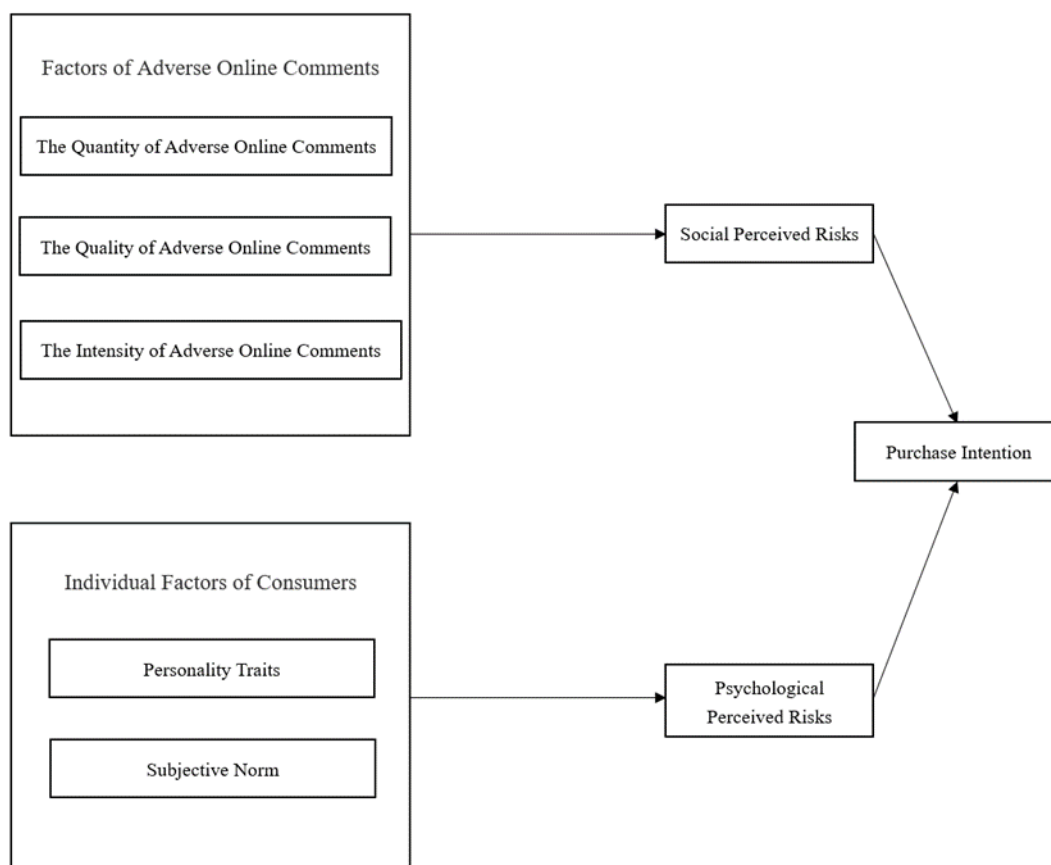 Factors of Adverse Online Comments
The Quantity of Adverse Online Comments
The Quality of Adverse Online Comments
The Intensity of Adverse Online Comments
Social Perceived Risks
Purchase Intention
Individual Factors of Consumers
Personality Traits
Subjective Norm
Psychological
Perceived Risks